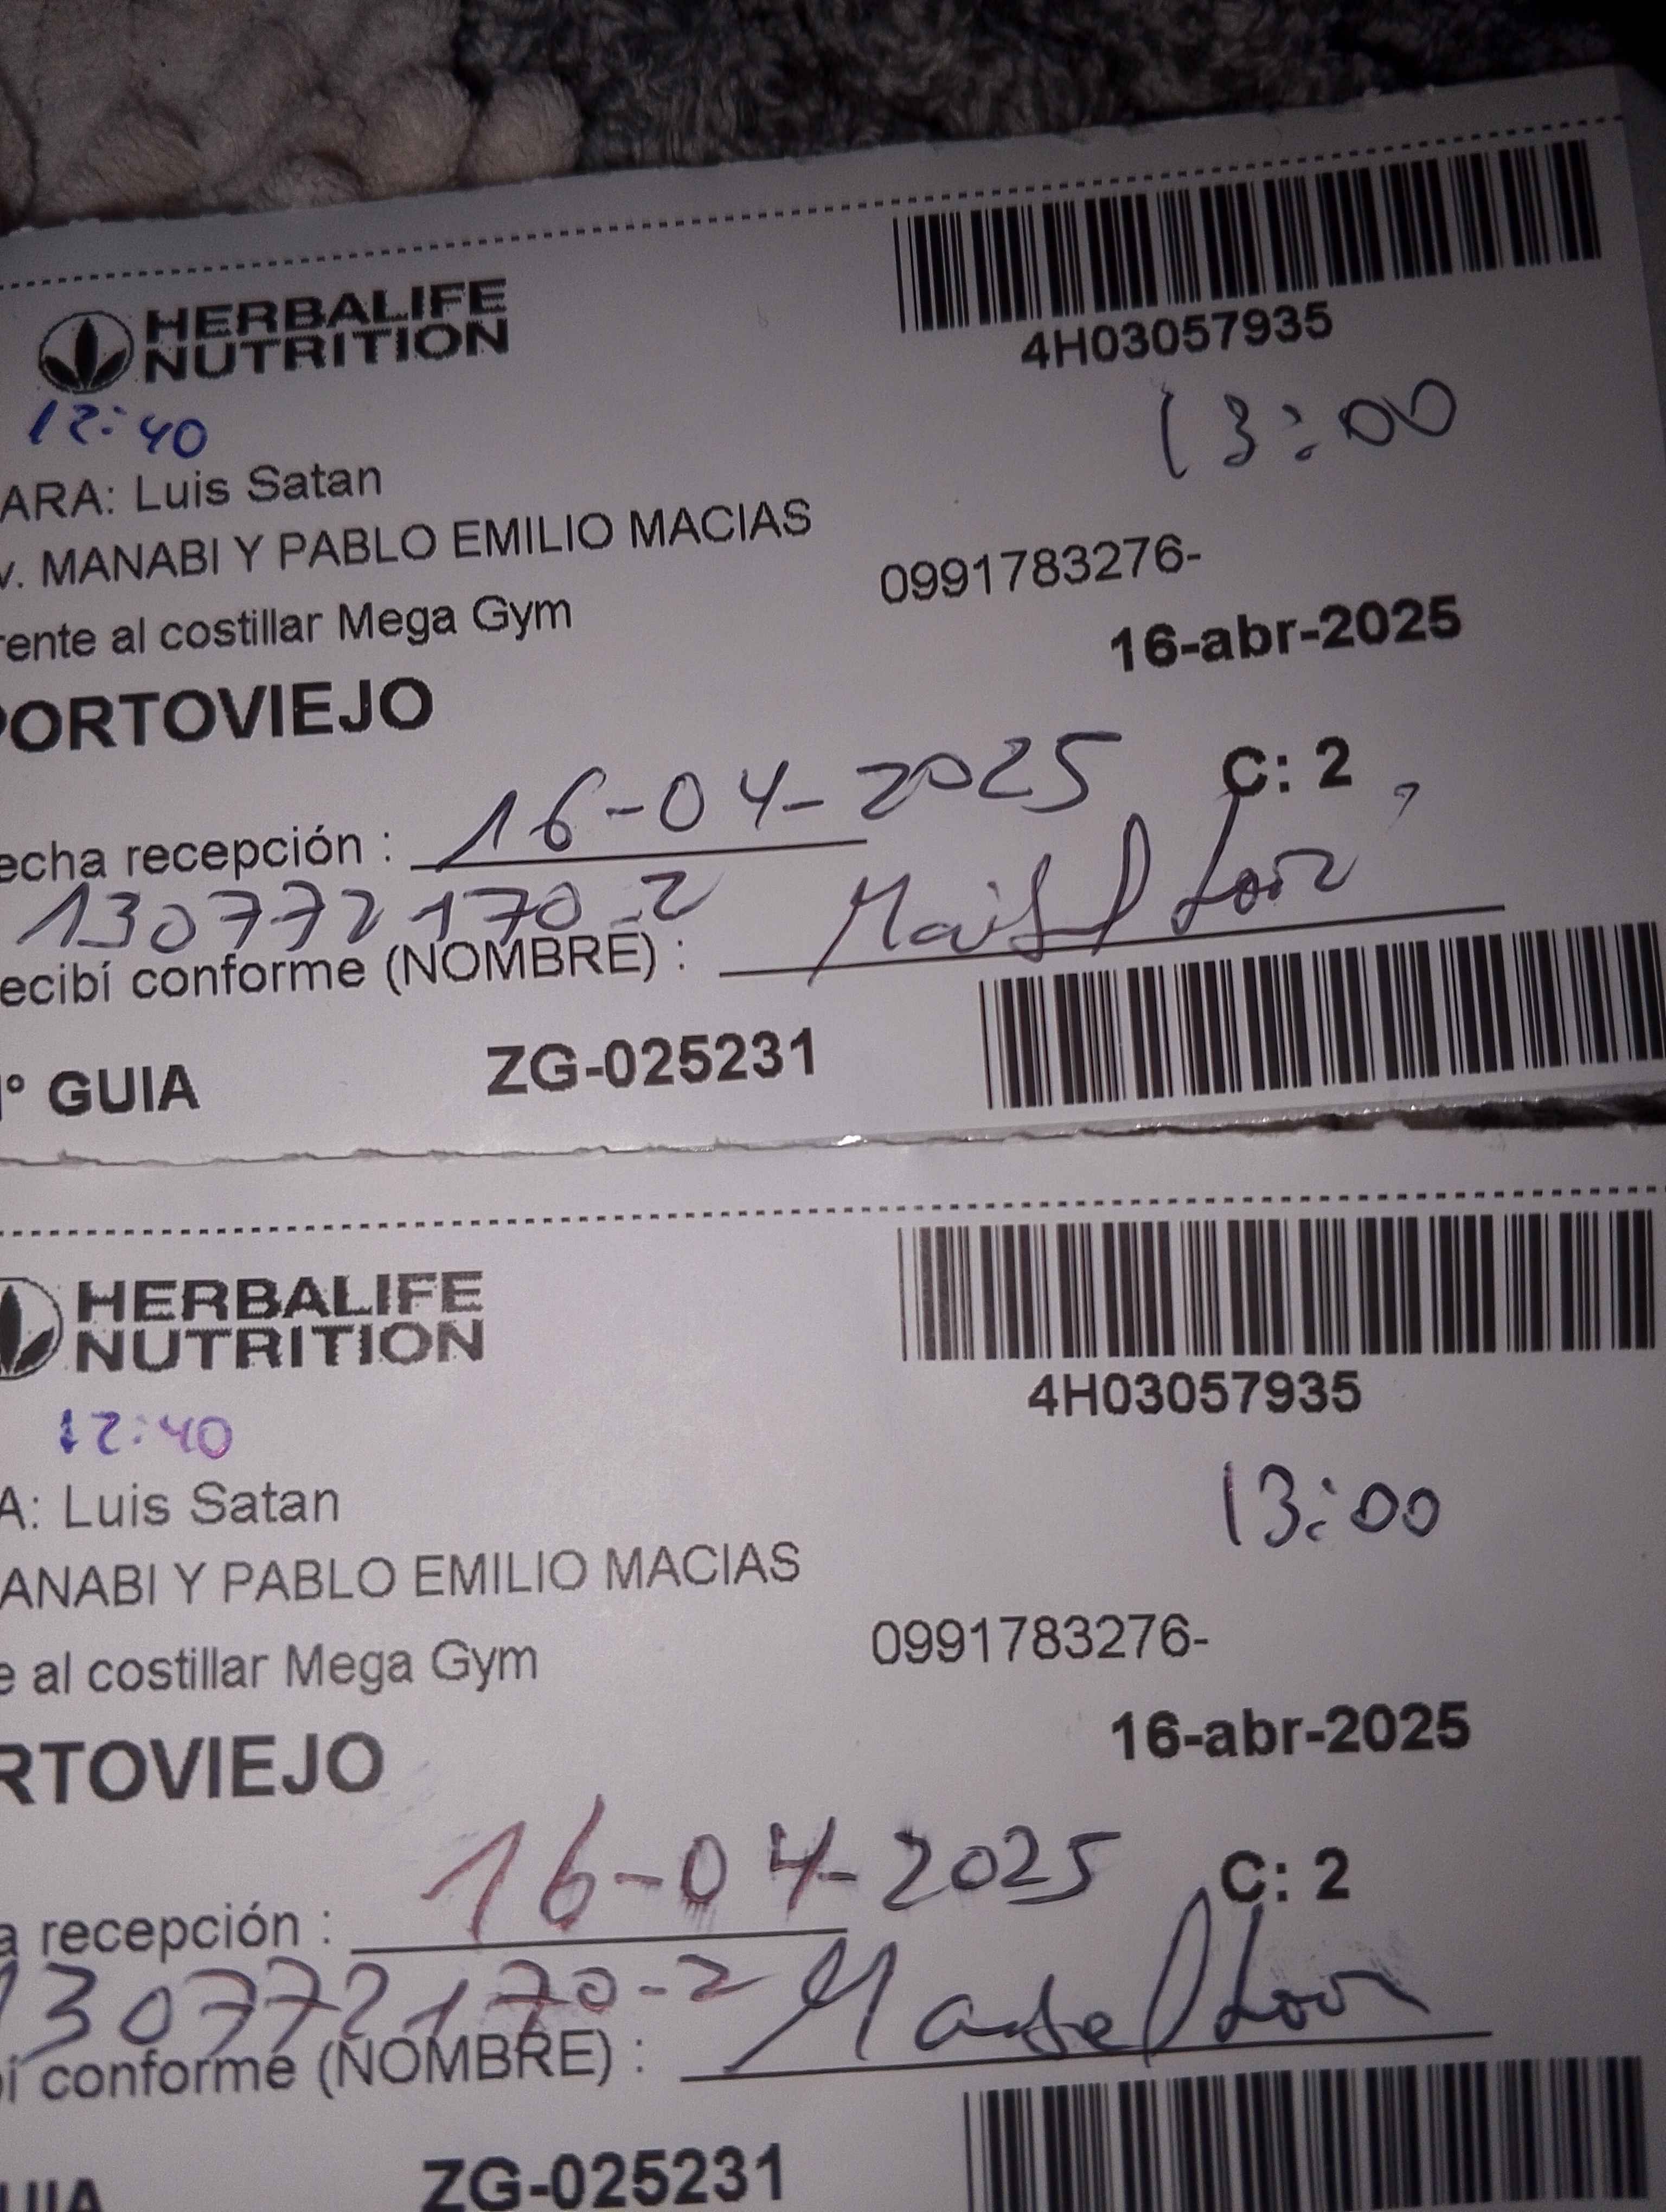 HERBALIFE
NUTRITION
4H03057935
12:40
13:00
ARA: Luis Satan
v. MANABI Y PABLO EMILIO MACIAS
0991783276-
rente al costillar Mega Gym
16-abr-2025
PORTOVIEJO
C: 2
echa recepción : 16-04-2025
130772170-2
ecibí conforme (NOMBRE) :
° GUIA ZG-025231
HERBALIFE
NUTRITION
4H03057935
12:40
13:00
A: Luis Satan
ANABI Y PABLO EMILIO MACIAS
0991783276-
e al costillar Mega Gym
16-abr-2025
RTOVIEJO
C: 2
a recepción : 16-04-2025
130772170-2
í conforme (NOMBRE) :
UIA ZG-025231